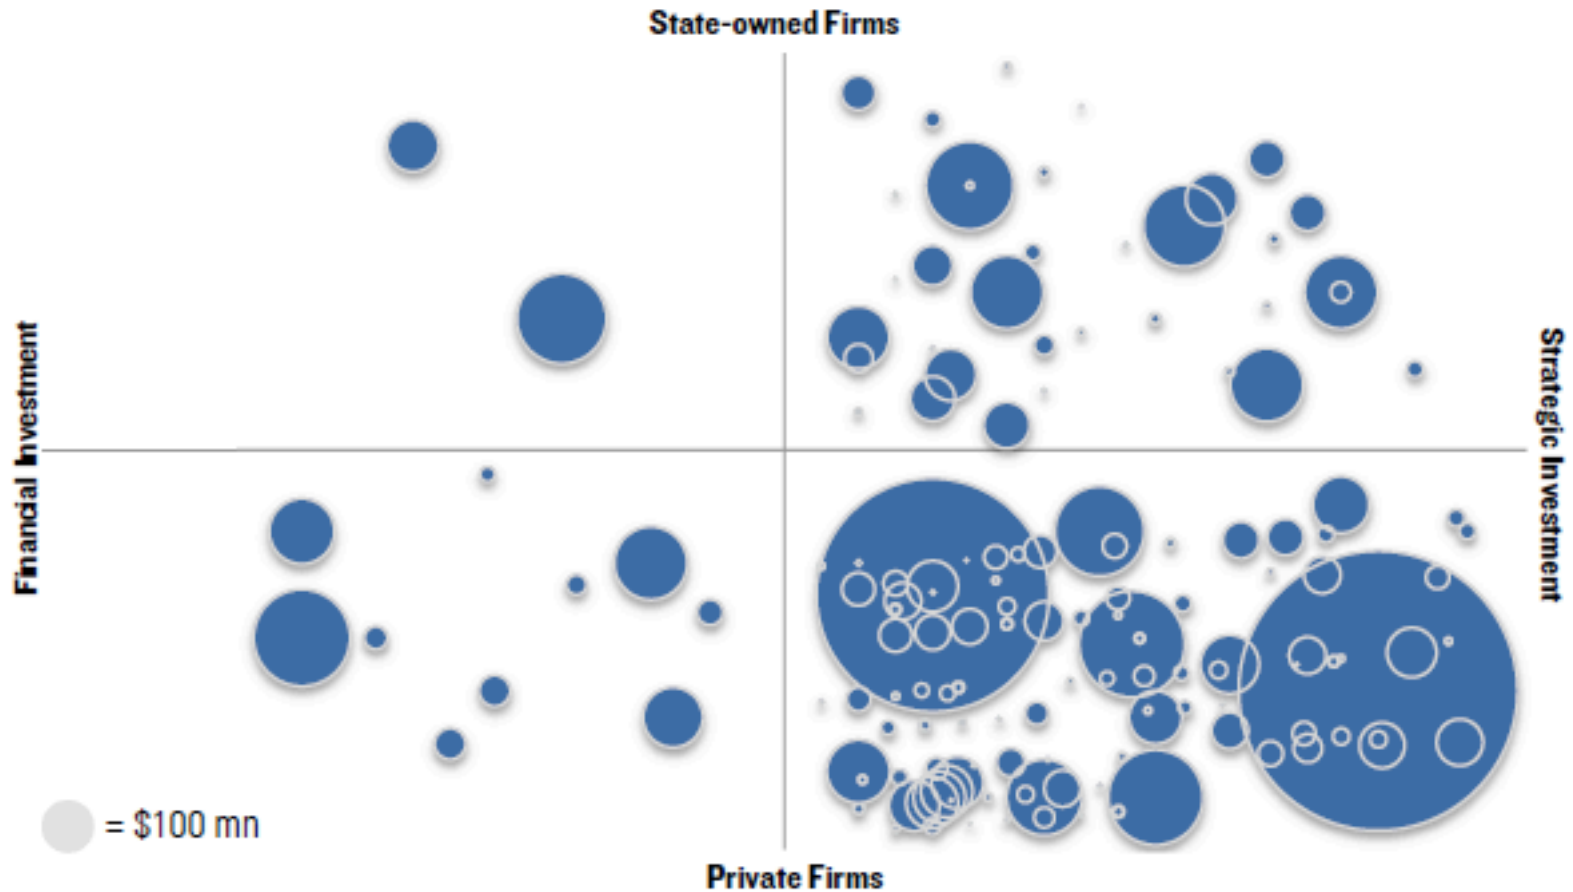 State-owned Firms
Financial Investment
Strategic Investment
= $100 mn
Private Firms